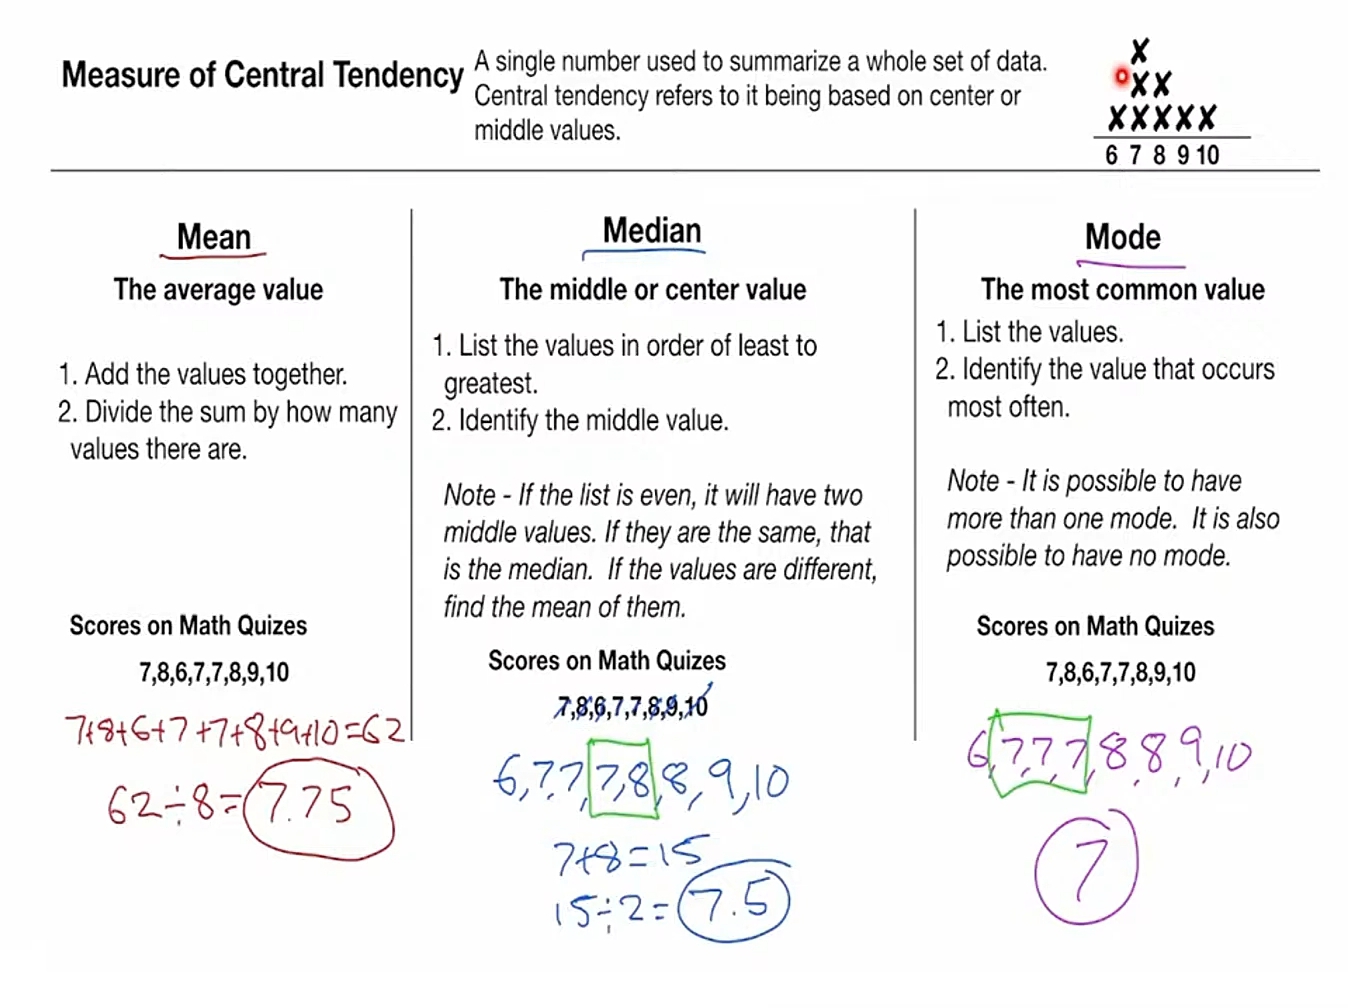 Measure of Central Tendency
A single number used to summarize a whole set of data.
Central tendency refers to it being based on center or
middle values.
X
XX
XXXXX
6 7 8 9 10
Mean
The average value
1. Add the values together.
2. Divide the sum by how many
values there are.
Scores on Math Quizes
7,8,6,7,7,8,9,10
7+8+6+7+7+8+9+10=62
62÷8=7.75
Median
The middle or center value
1. List the values in order of least to
greatest.
2. Identify the middle value.
Note - If the list is even, it will have two
middle values. If they are the same, that
is the median. If the values are different,
find the mean of them.
Scores on Math Quizes
7,8,6,7,7,8,9,10
6,7,7,7,8,8,9,10
7+8=15
15÷2=7.5
Mode
The most common value
1. List the values.
2. Identify the value that occurs
most often.
Note - It is possible to have
more than one mode. It is also
possible to have no mode.
Scores on Math Quizes
7,8,6,7,7,8,9,10
6,7,7,7,8,8,9,10
7